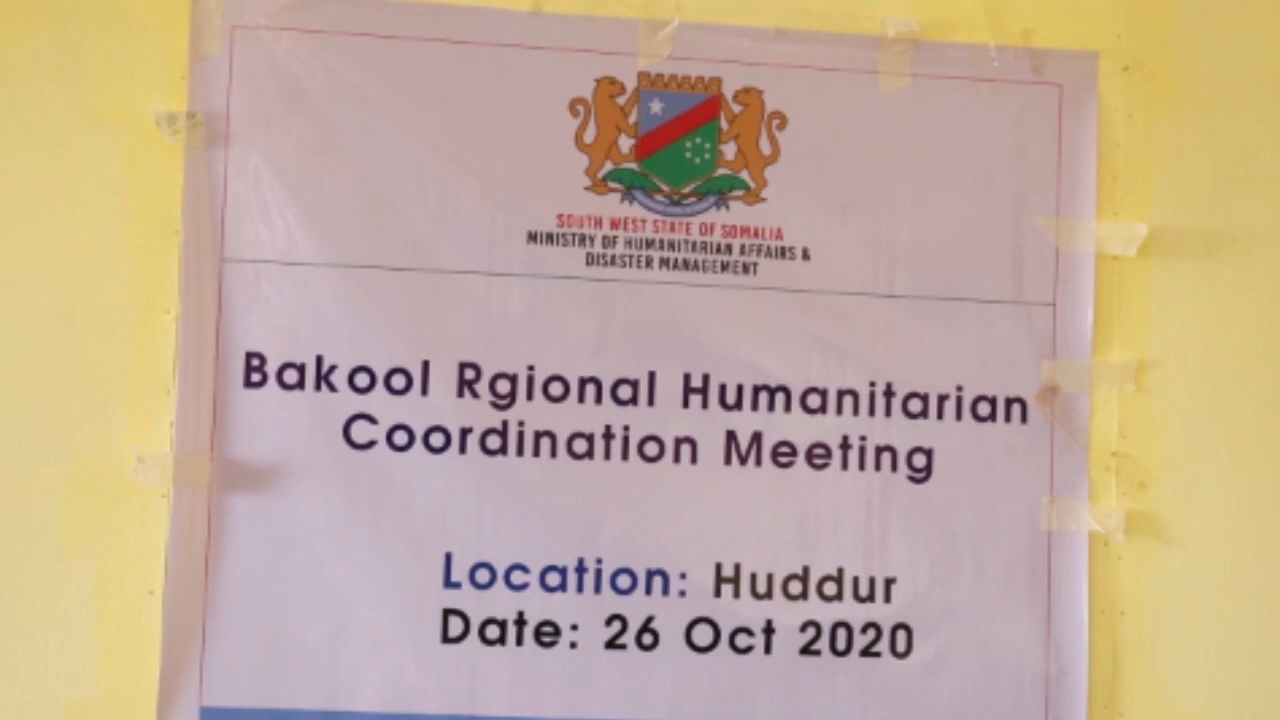 SOUTH WEST STATE OF SOMALIA
MINISTRY OF HUMANITARIAN AFFAIRS &
DISASTER MANAGEMENT
Bakool Rgional Humanitarian
Coordination Meeting
Location: Huddur
Date: 26 Oct 2020